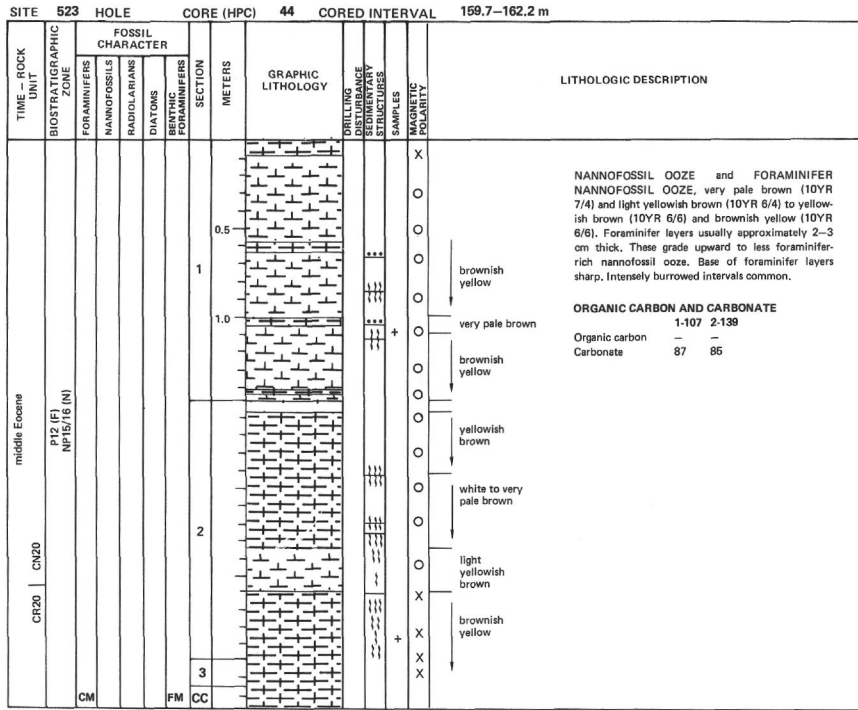 SITE 523 HOLE CORE (HPC) 44 CORED INTERVAL 159.7–162.2 m
TIME – ROCK UNIT
BIOSTRATIGRAPHIC ZONE
FOSSIL CHARACTER
FORAMINIFERS
NANNOFOSSILS
RADIOLARIANS
DIATOMS
BENTHIC FORAMINIFERS
SECTION
METERS
GRAPHIC LITHOLOGY
DRILLING DISTURBANCE
SEDIMENTARY STRUCTURES
SAMPLES
MAGNETIC POLARITY
LITHOLOGIC DESCRIPTION
middle Eocene
CR20 | CN20
P12 (F)
NP15/16 (N)
CM
FM
1
2
3
CC
0.5
1.0
X
O
O
O
O
+ O
O
O
O
O
O
O
O
X
+ X
X
X
brownish
yellow
very pale brown
brownish
yellow
yellowish
brown
white to very
pale brown
light
yellowish
brown
brownish
yellow
NANNOFOSSIL OOZE and FORAMINIFER
NANNOFOSSIL OOZE, very pale brown (10YR
7/4) and light yellowish brown (10YR 6/4) to yellow-
ish brown (10YR 6/6) and brownish yellow (10YR
6/6). Foraminifer layers usually approximately 2–3
cm thick. These grade upward to less foraminifer-
rich nannofossil ooze. Base of foraminifer layers
sharp. Intensely burrowed intervals common.
ORGANIC CARBON AND CARBONATE
1-107 2-139
Organic carbon – –
Carbonate 87 85